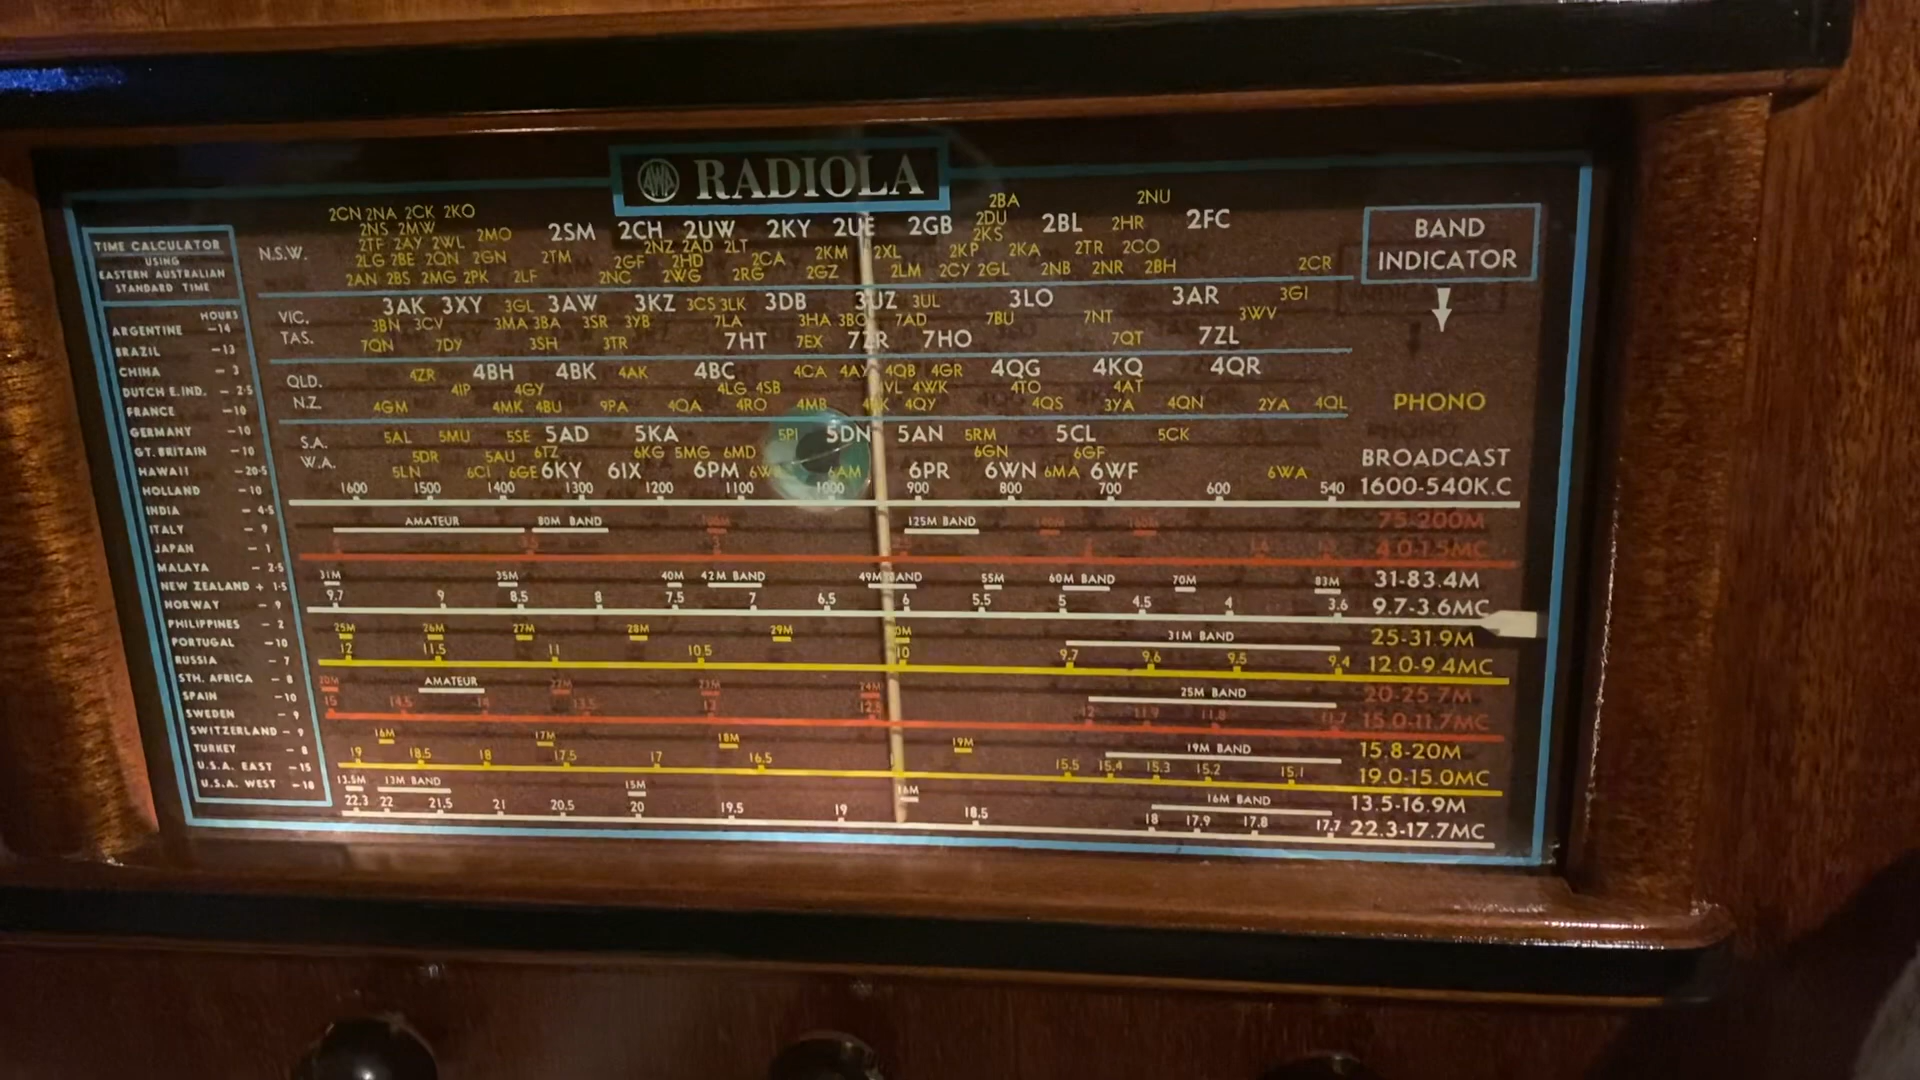 AWA RADIOLA
TIME CALCULATOR
USING
EASTERN AUSTRALIAN
STANDARD TIME
HOURS
ARGENTINE -14
BRAZIL -13
CHINA - 3
DUTCH E.IND. - 2·5
FRANCE -10
GERMANY -10
GT. BRITAIN -10
HAWAII -20·5
HOLLAND -10
INDIA - 4·5
ITALY - 9
JAPAN - 1
MALAYA - 2·5
NEW ZEALAND + 1·5
NORWAY - 9
PHILIPPINES - 2
PORTUGAL -10
RUSSIA - 7
STH. AFRICA - 8
SPAIN -10
SWEDEN - 9
SWITZERLAND - 9
TURKEY - 8
U.S.A. EAST -15
U.S.A. WEST -18
2BA 2NU
2CN 2NA 2CK 2KO 2DU
2NS 2MW 2MO 2SM 2CH 2UW 2KY 2UE 2GB 2KS 2BL 2HR 2FC
N.S.W. 2TF 2AY 2WL 2NZ 2AD 2LT
2LG 2BE 2QN 2GN 2TM 2GF 2HD 2CA 2KM 2XL 2KP 2KA 2TR 2CO
2AN 2BS 2MG 2PK 2LF 2NC 2WG 2RG 2GZ 2LM 2CY 2GL 2NB 2NR 2BH 2CR
3AK 3XY 3GL 3AW 3KZ 3CS 3LK 3DB 3UZ 3UL 3LO 3AR 3GI
VIC. 3BN 3CV 3MA 3BA 3SR 3YB 7LA 3HA 3BO 7AD 7BU 7NT 3WV
TAS. 7QN 7DY 3SH 3TR 7HT 7EX 7ZR 7HO 7QT 7ZL
4ZR 4BH 4BK 4AK 4BC 4CA 4AY 4QB 4GR 4QG 4KQ 4QR
QLD. 4IP 4GY 4LG 4SB 4VL 4WK 4TO 4AT
N.Z. 4GM 4MK 4BU 9PA 4QA 4RO 4MB 4QY 4QS 3YA 4QN 2YA 4QL
S.A. 5AL 5MU 5SE 5AD 5KA 5PI 5DN 5AN 5RM 5CL 5CK
5DR 5AU 6TZ 6KG 5MG 6MD 6GN 6GF
W.A. 5LN 6CI 6GE 6KY 6IX 6PM 6AM 6PR 6WN 6MA 6WF 6WA
1600 1500 1400 1300 1200 1100 1000 900 800 700 600 540
AMATEUR 80M BAND 125M BAND
31M 35M 40M 42M BAND 49M BAND 55M 60M BAND 70M 83M
9.7 9 8.5 8 7.5 7 6.5 6 5.5 5 4.5 4 3.6
25M 26M 27M 28M 29M 31M BAND
12 11.5 11 10.5 10 9.7 9.6 9.5 9.4
20M AMATEUR 22M 23M 24M 25M BAND
15 14.5 14 13.5 13 12.5 12 11.9 11.8 11.7
16M 17M 18M 19M 19M BAND
19 18.5 18 17.5 17 16.5 15.5 15.4 15.3 15.2 15.1
13.5M 13M BAND 15M 16M 16M BAND
22.3 22 21.5 21 20.5 20 19.5 19 18.5 18 17.9 17.8 17.7
BAND
INDICATOR
PHONO
BROADCAST
1600-540K.C
75-200M
4.0-1.5MC
31-83.4M
9.7-3.6MC
25-31.9M
12.0-9.4MC
20-25.7M
15.0-11.7MC
15.8-20M
19.0-15.0MC
13.5-16.9M
22.3-17.7MC